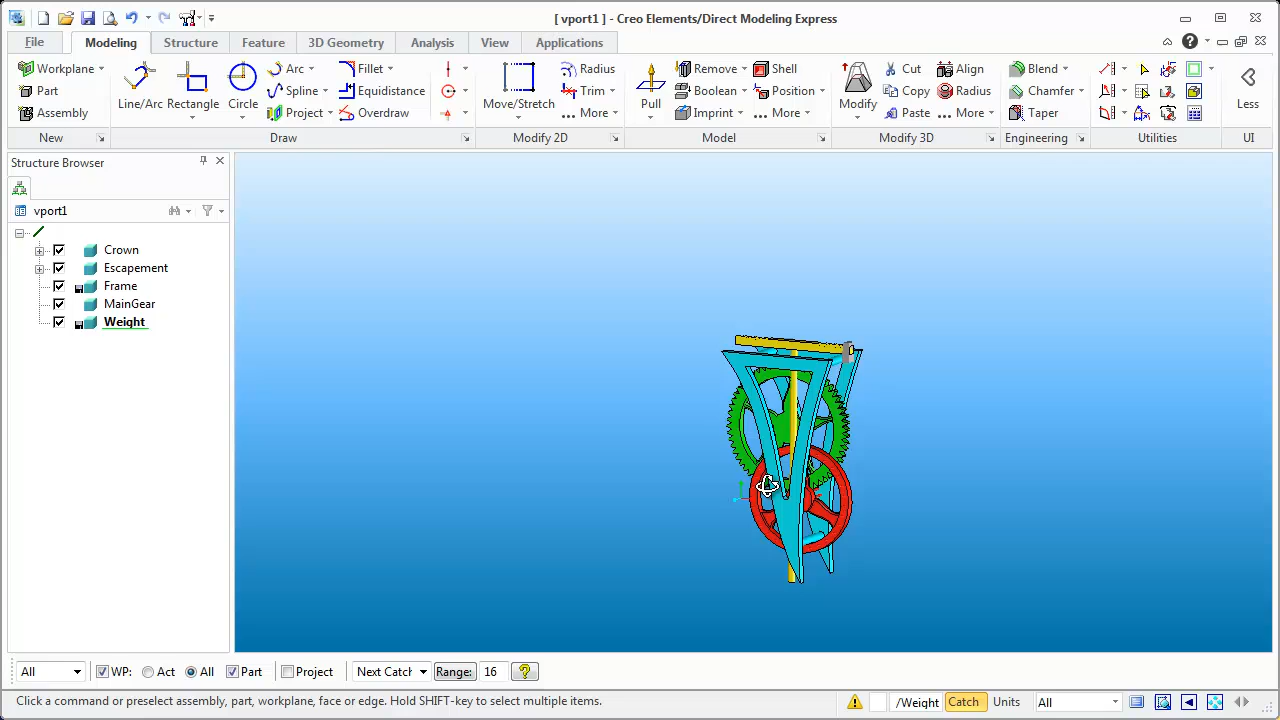 [ vport1 ] - Creo Elements/Direct Modeling Express
File Modeling Structure Feature 3D Geometry Analysis View Applications
Workplane Line/Arc Rectangle Circle Arc Fillet Move/Stretch Radius Pull Remove Shell Modify Cut Align Blend Less
Part Spline Equidistance Trim Boolean Position Copy Radius Chamfer
Assembly Project Overdraw More Imprint More Paste More Taper
New Draw Modify 2D Model Modify 3D Engineering Utilities UI
Structure Browser
vport1
Crown
Escapement
Frame
MainGear
Weight
All WP: Act All Part Project Next Catch Range: 16 ?
Click a command or preselect assembly, part, workplane, face or edge. Hold SHIFT-key to select multiple items. /Weight Catch Units All